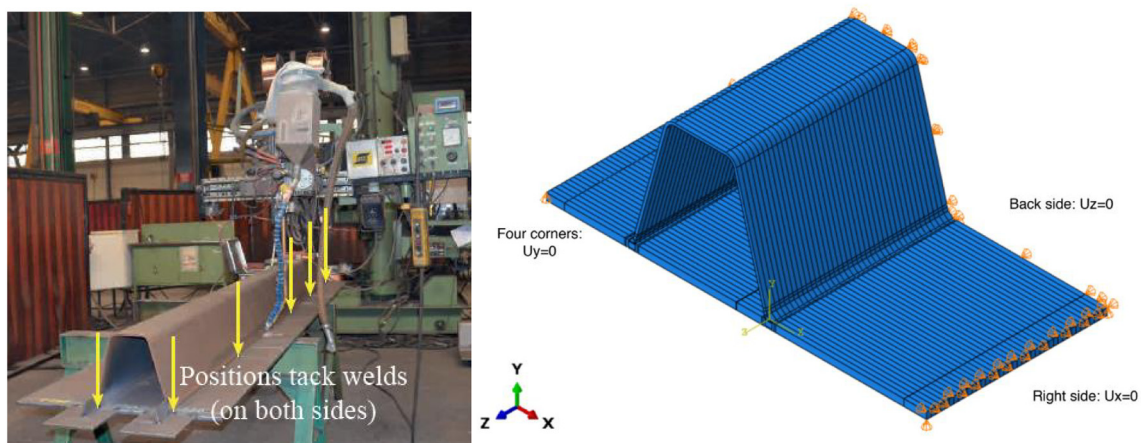 Positions tack welds
(on both sides)
Four corners:
Uy=0
Back side: Uz=0
Right side: Ux=0
Y
Z
X